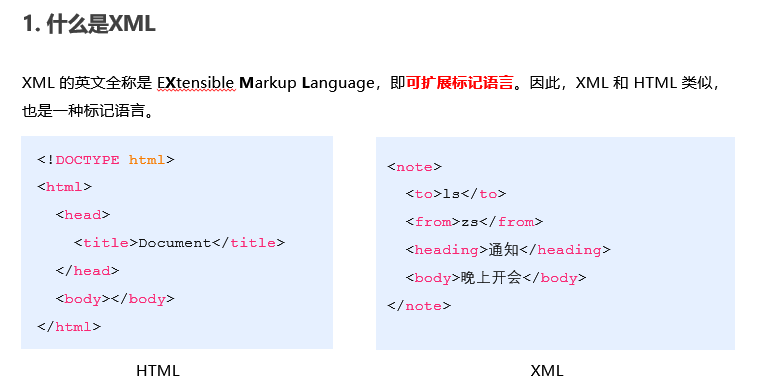 1. 什么是XML
XML 的英文全称是 EXtensible Markup Language，即可扩展标记语言。因此，XML 和 HTML 类似，
也是一种标记语言。
<!DOCTYPE html>
<html>
  <head>
    <title>Document</title>
  </head>
  <body></body>
</html>
HTML
<note>
  <to>ls</to>
  <from>zs</from>
  <heading>通知</heading>
  <body>晚上开会</body>
</note>
XML